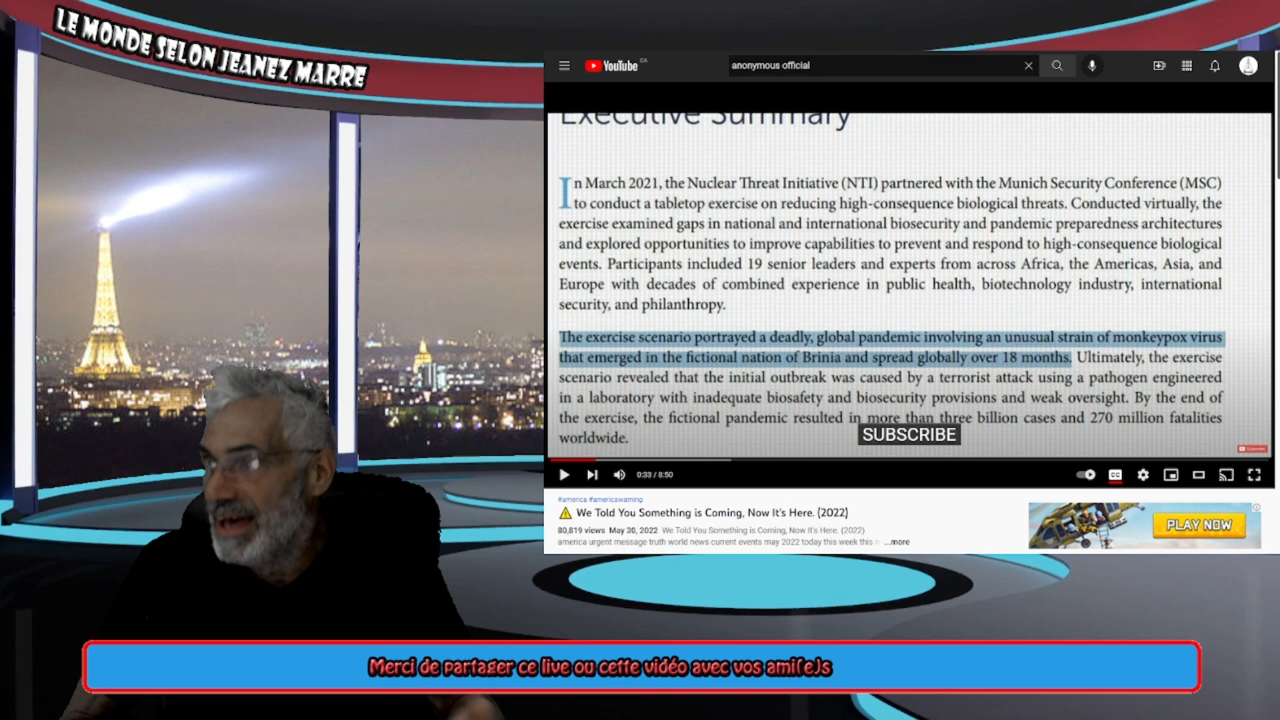 LE MONDE SELON JEANEZ MARRE
YouTube CA
anonymous official
Executive Summary
In March 2021, the Nuclear Threat Initiative (NTI) partnered with the Munich Security Conference (MSC)
to conduct a tabletop exercise on reducing high-consequence biological threats. Conducted virtually, the
exercise examined gaps in national and international biosecurity and pandemic preparedness architectures
and explored opportunities to improve capabilities to prevent and respond to high-consequence biological
events. Participants included 19 senior leaders and experts from across Africa, the Americas, Asia, and
Europe with decades of combined experience in public health, biotechnology industry, international
security, and philanthropy.
The exercise scenario portrayed a deadly, global pandemic involving an unusual strain of monkeypox virus
that emerged in the fictional nation of Brinia and spread globally over 18 months. Ultimately, the exercise
scenario revealed that the initial outbreak was caused by a terrorist attack using a pathogen engineered
in a laboratory with inadequate biosafety and biosecurity provisions and weak oversight. By the end of
the exercise, the fictional pandemic resulted in more than three billion cases and 270 million fatalities
worldwide.
SUBSCRIBE
0:33 / 8:50
CC
#america #americawarning
We Told You Something is Coming, Now It's Here. (2022)
80,819 views May 30, 2022 We Told You Something is Coming, Now It's Here. (2022)
america urgent message truth world news current events may 2022 today this week this ...more
PLAY NOW
Merci de partager ce live ou cette vidéo avec vos ami(e)s